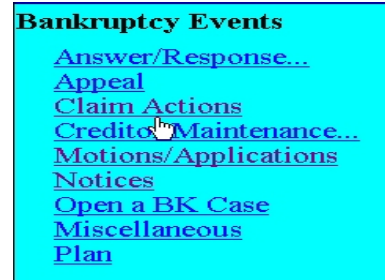 Bankruptcy Events
Answer/Response...
Appeal
Claim Actions
Creditor Maintenance...
Motions/Applications
Notices
Open a BK Case
Miscellaneous
Plan